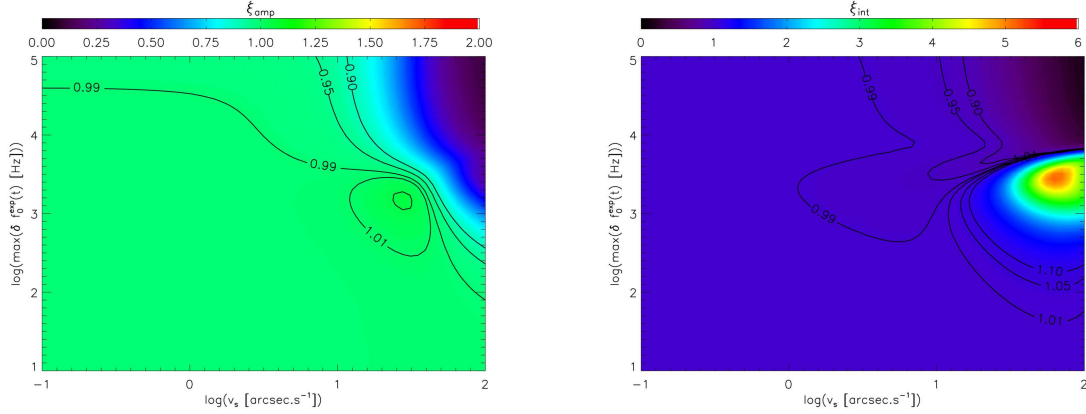 ξamp
0.00 0.25 0.50 0.75 1.00 1.25 1.50 1.75 2.00
log(max(δ f₀ᵉˣᵖ(t) [Hz]))
5
4
3
2
1
0.99
0.95
0.90
0.99
1.01
-1 0 1 2
log(vₛ [arcsec.s⁻¹])
ξint
0 1 2 3 4 5 6
log(max(δ f₀ᵉˣᵖ(t) [Hz]))
5
4
3
2
1
0.99
0.95
0.90
1.01
0.99
1.10
1.05
1.01
-1 0 1 2
log(vₛ [arcsec.s⁻¹])